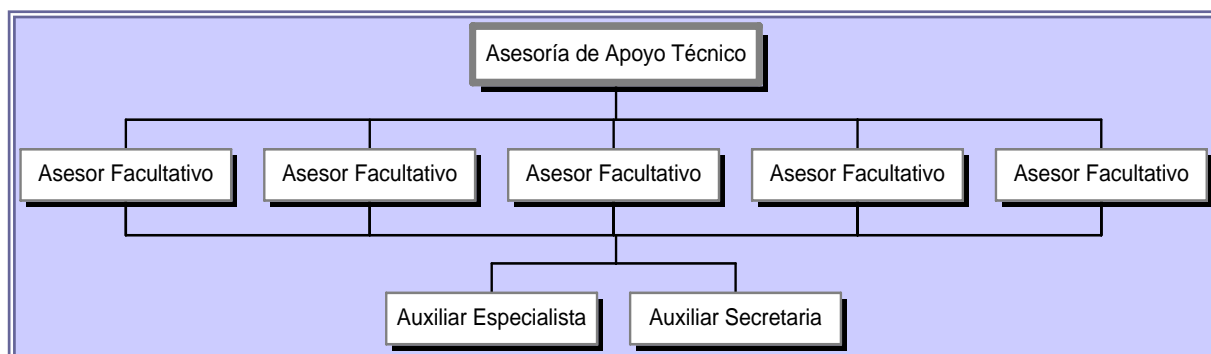 Asesoría de Apoyo Técnico
Asesor Facultativo
Asesor Facultativo
Asesor Facultativo
Asesor Facultativo
Asesor Facultativo
Auxiliar Especialista
Auxiliar Secretaria